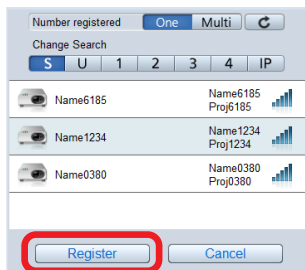 Number registered One Multi
Change Search
S U 1 2 3 4 IP
Name6185 Name6185
Proj6185
Name1234 Name1234
Proj1234
Name0380 Name0380
Proj0380
Register Cancel